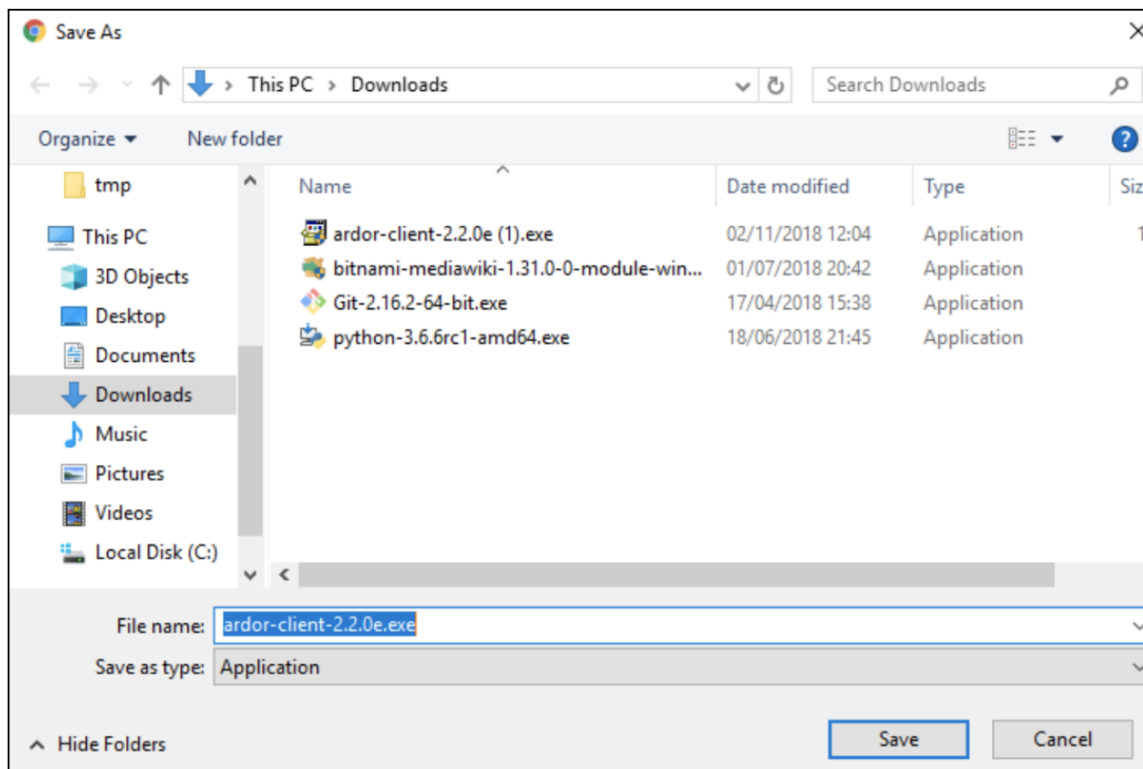 Save As
This PC > Downloads
Search Downloads
Organize
New folder
tmp
This PC
3D Objects
Desktop
Documents
Downloads
Music
Pictures
Videos
Local Disk (C:)
Name Date modified Type Siz
ardor-client-2.2.0e (1).exe 02/11/2018 12:04 Application 1
bitnami-mediawiki-1.31.0-0-module-win... 01/07/2018 20:42 Application
Git-2.16.2-64-bit.exe 17/04/2018 15:38 Application
python-3.6.6rc1-amd64.exe 18/06/2018 21:45 Application
File name: ardor-client-2.2.0e.exe
Save as type: Application
Hide Folders
Save
Cancel